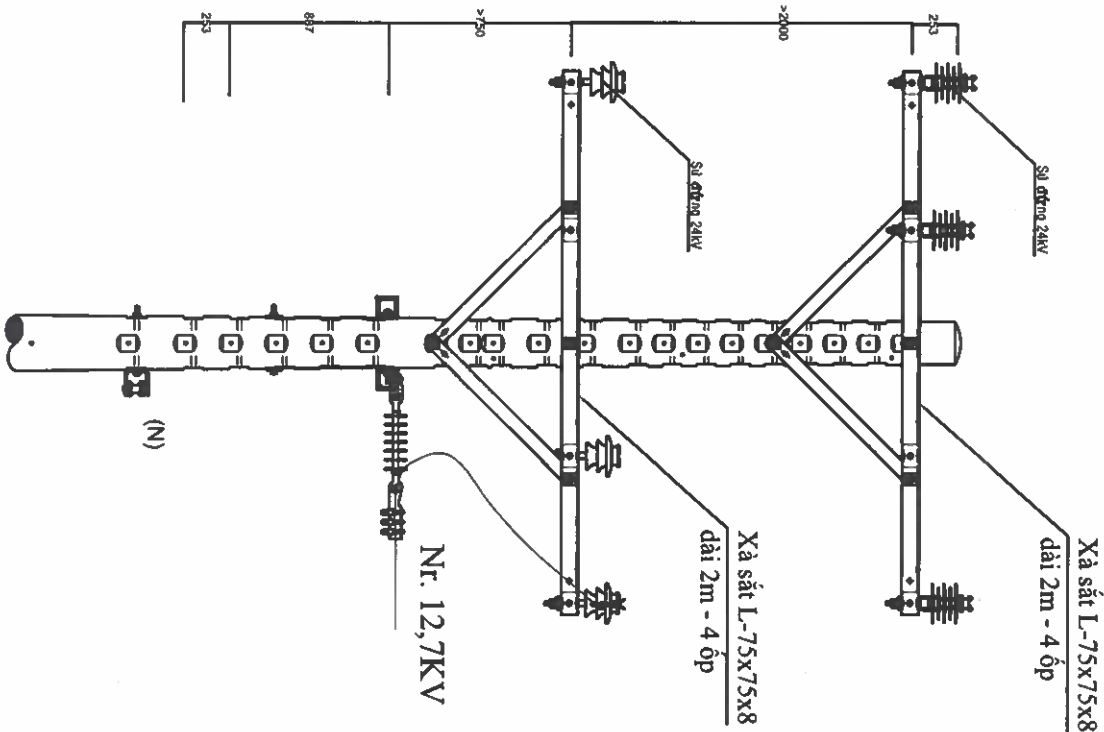 253
>2000
>750
887
253
Sứ đứng 24kV
Sứ đứng 24kV
Xà sắt L-75x75x8
dài 2m - 4 ốp
Xà sắt L-75x75x8
dài 2m - 4 ốp
Nr. 12,7KV
(N)